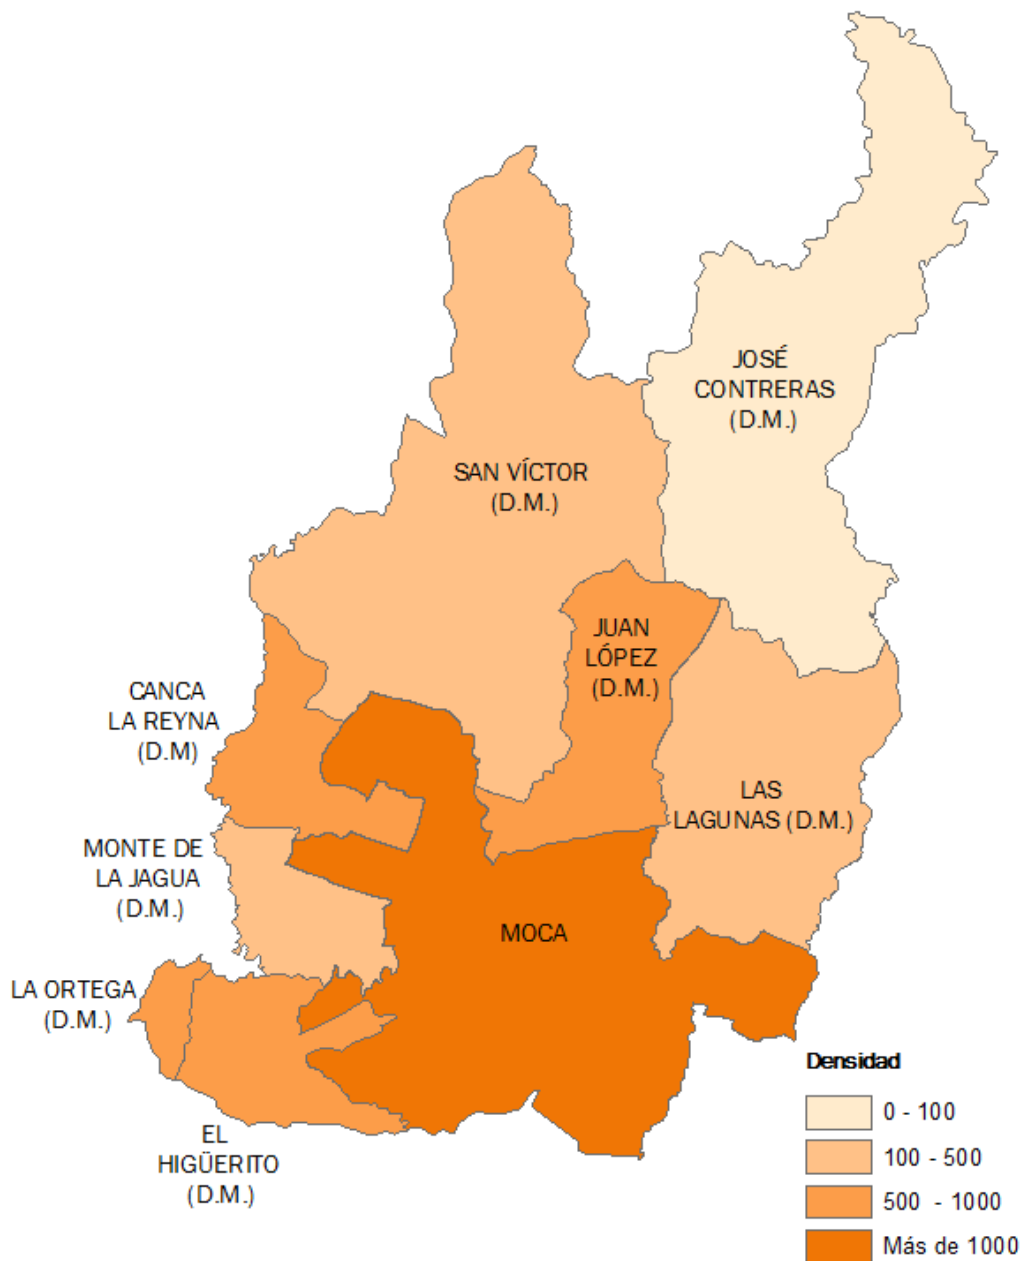 JOSÉ
CONTRERAS
(D.M.)
SAN VÍCTOR
(D.M.)
JUAN
LÓPEZ
(D.M.)
CANCA
LA REYNA
(D.M)
LAS
LAGUNAS (D.M.)
MONTE DE
LA JAGUA
(D.M.)
MOCA
LA ORTEGA
(D.M.)
EL
HIGÜERITO
(D.M.)
Densidad
0 - 100
100 - 500
500 - 1000
Más de 1000